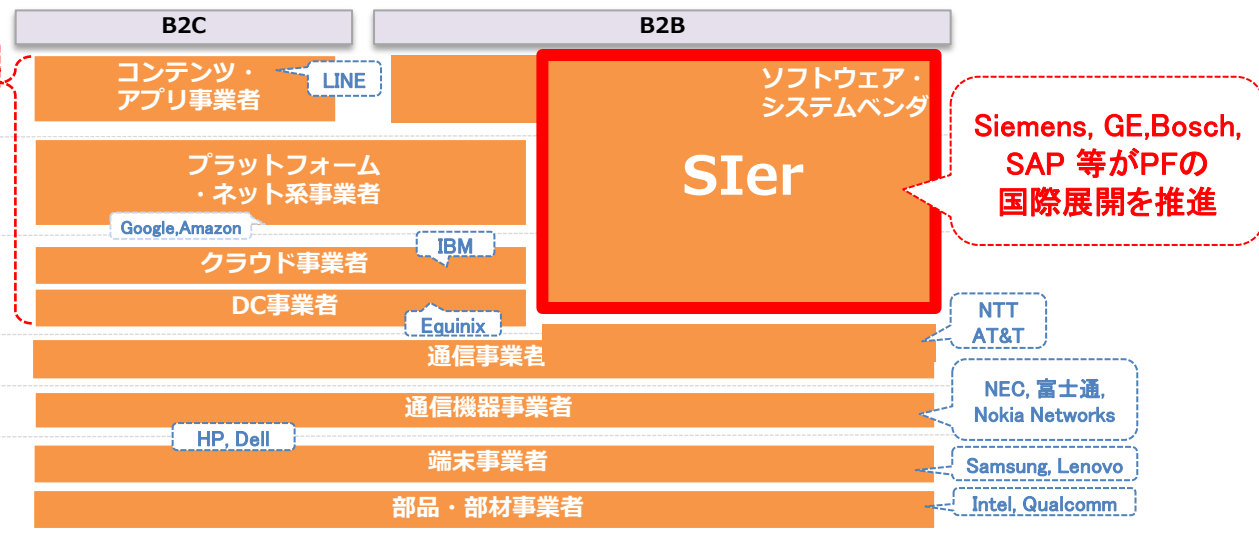 B2C
B2B
コンテンツ・
アプリ事業者
LINE
ソフトウェア・
システムベンダ
SIer
Siemens, GE,Bosch,
SAP 等がPFの
国際展開を推進
プラットフォーム
・ネット系事業者
Google,Amazon
IBM
クラウド事業者
DC事業者
Equinix
NTT
AT&T
通信事業者
NEC, 富士通,
Nokia Networks
通信機器事業者
HP, Dell
端末事業者
Samsung, Lenovo
部品・部材事業者
Intel, Qualcomm